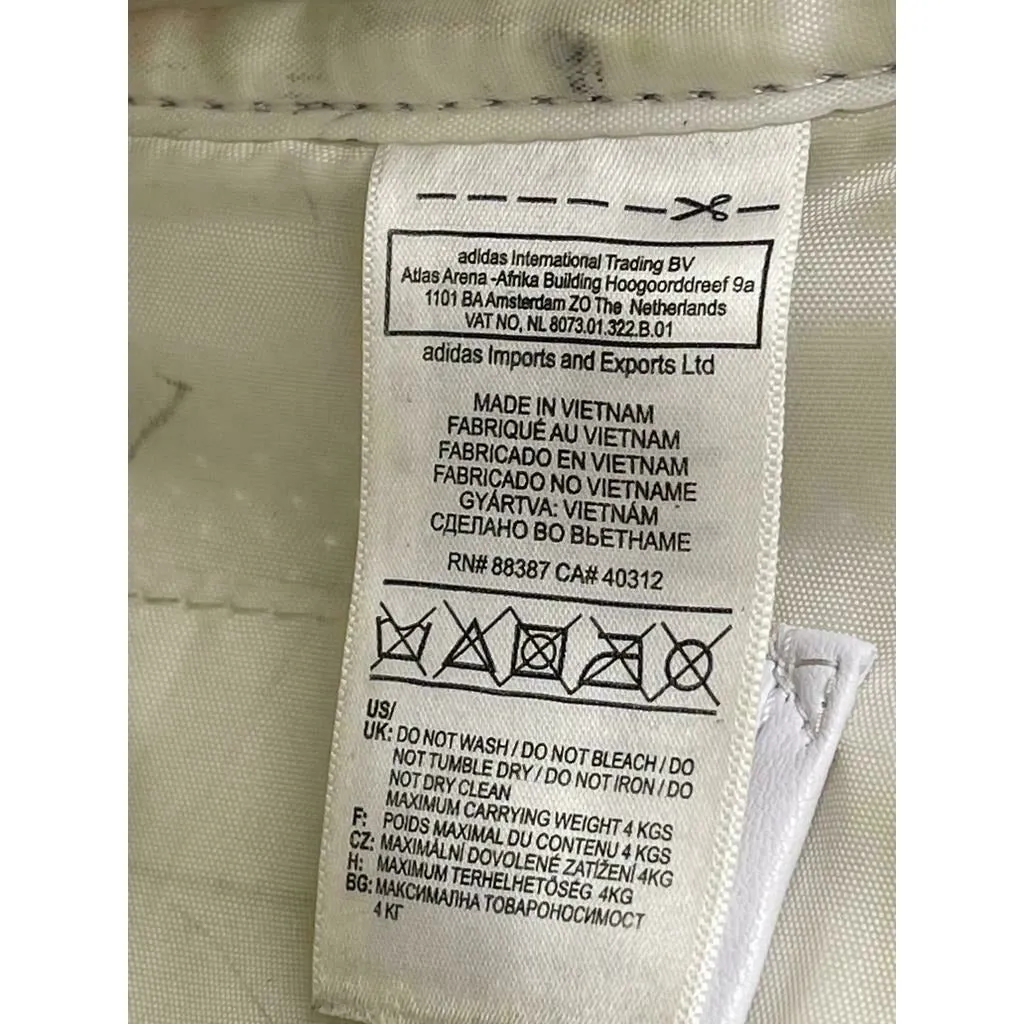 adidas International Trading BV
Atlas Arena -Afrika Building Hoogoorddreef 9a
1101 BA Amsterdam ZO The Netherlands
VAT NO, NL 8073.01.322.B.01
adidas Imports and Exports Ltd
MADE IN VIETNAM
FABRIQUÉ AU VIETNAM
FABRICADO EN VIETNAM
FABRICADO NO VIETNAME
GYÁRTVA: VIETNÁM
СДЕЛАНО ВО ВЬЕТНАМЕ
RN# 88387 CA# 40312
US/
UK: DO NOT WASH / DO NOT BLEACH / DO
NOT TUMBLE DRY / DO NOT IRON / DO
NOT DRY CLEAN
MAXIMUM CARRYING WEIGHT 4 KGS
F: POIDS MAXIMAL DU CONTENU 4 KGS
CZ: MAXIMÁLNÍ DOVOLENÉ ZATÍŽENÍ 4KG
H: MAXIMUM TERHELHETŐSÉG 4KG
BG: МАКСИМАЛНА ТОВАРОНОСИМОСТ
4 КГ